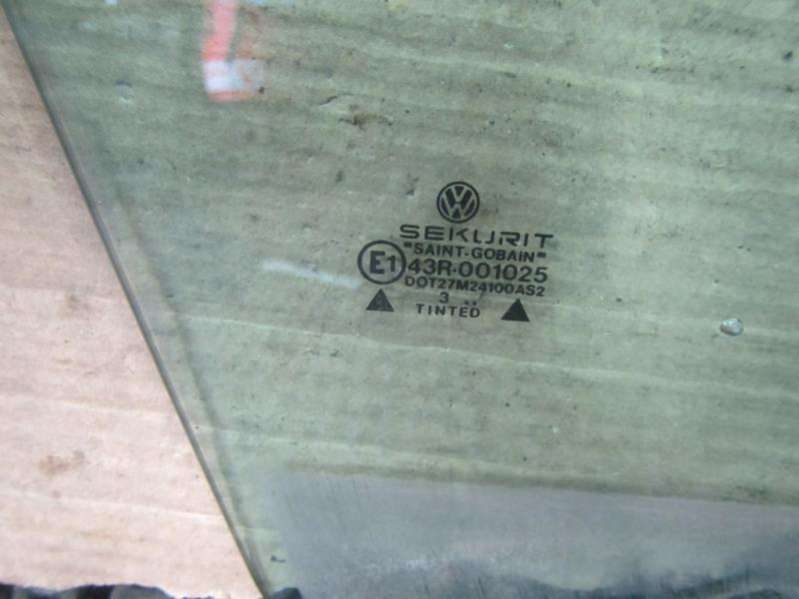 SEKURIT
"SAINT-GOBAIN"
E1 43R-001025
DOT27M24100AS2
3
TINTED